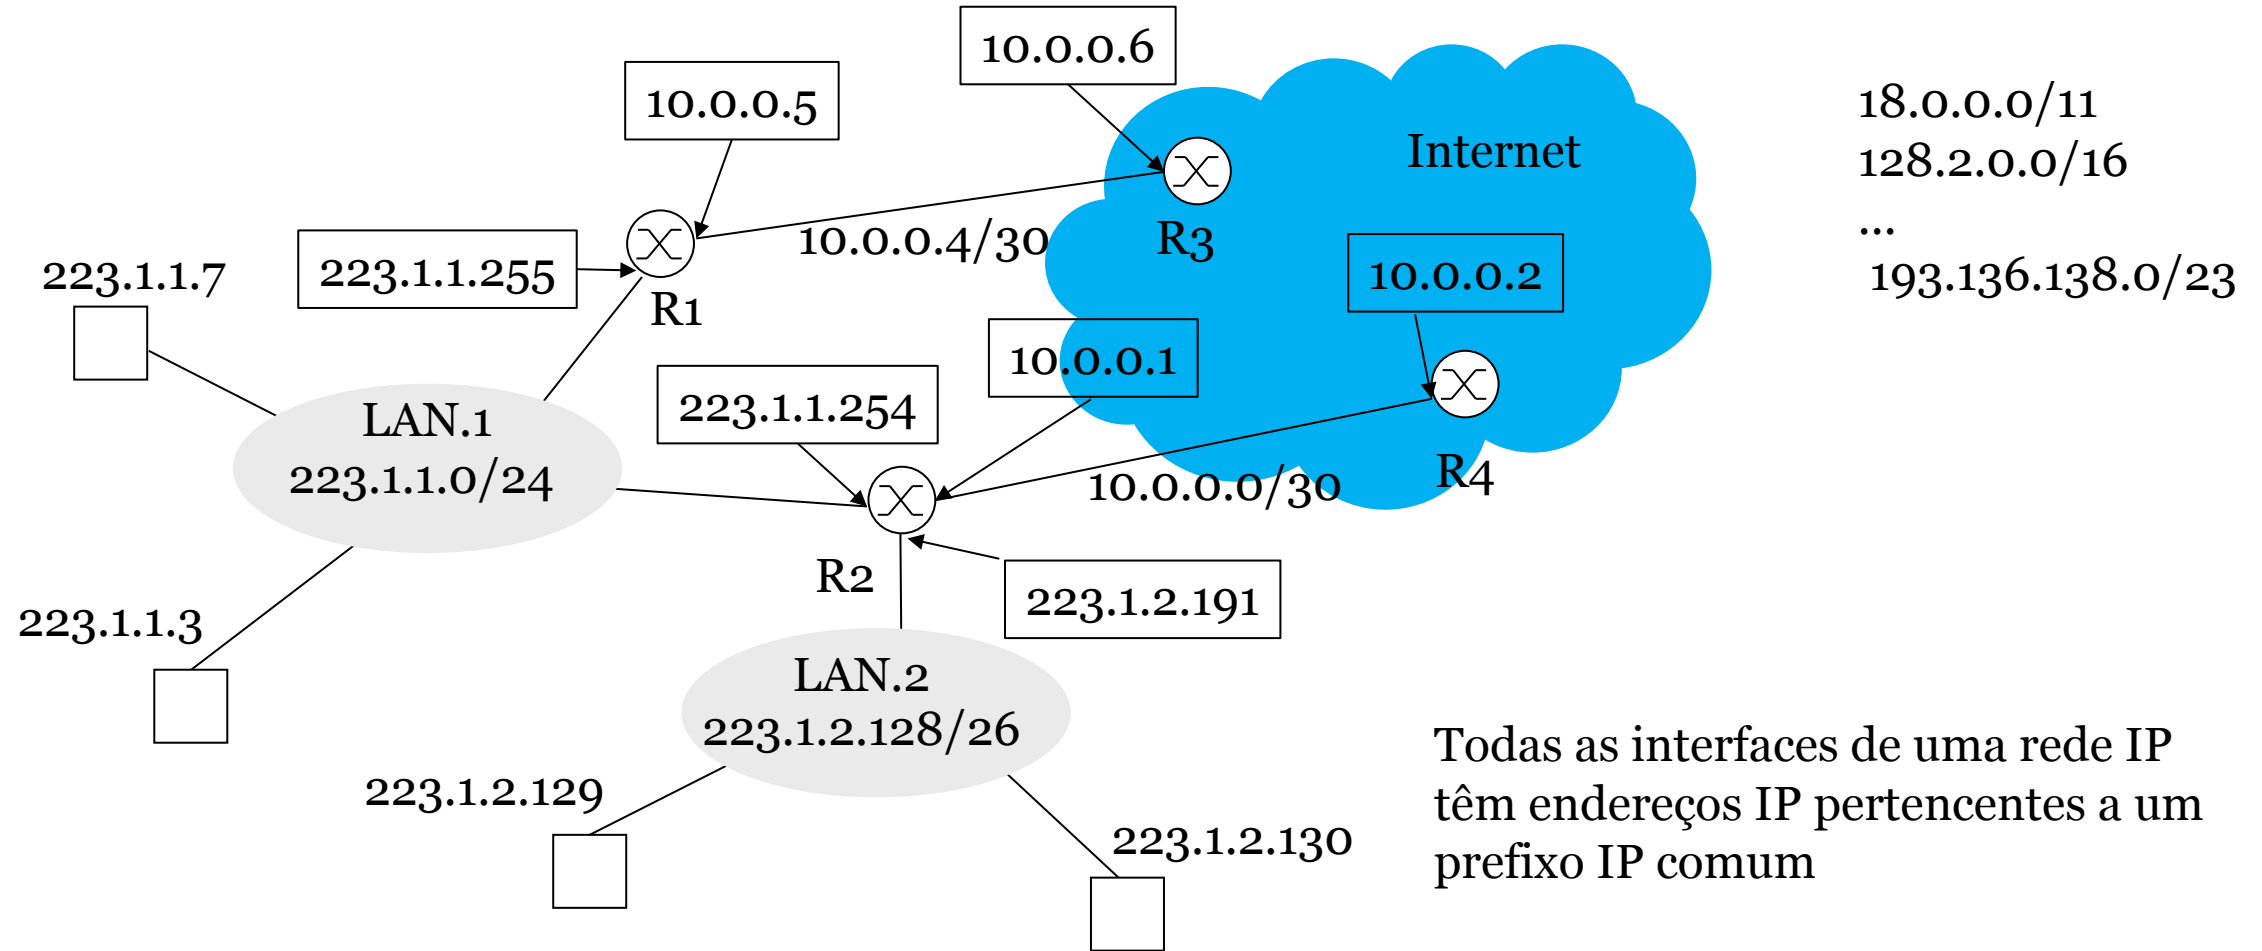 10.0.0.6
10.0.0.5
18.0.0.0/11
128.2.0.0/16
...
193.136.138.0/23
Internet
10.0.0.4/30
R3
223.1.1.7
223.1.1.255
R1
10.0.0.2
10.0.0.1
223.1.1.254
LAN.1
223.1.1.0/24
10.0.0.0/30
R4
R2
223.1.2.191
223.1.1.3
LAN.2
223.1.2.128/26
223.1.2.129
223.1.2.130
Todas as interfaces de uma rede IP
têm endereços IP pertencentes a um
prefixo IP comum